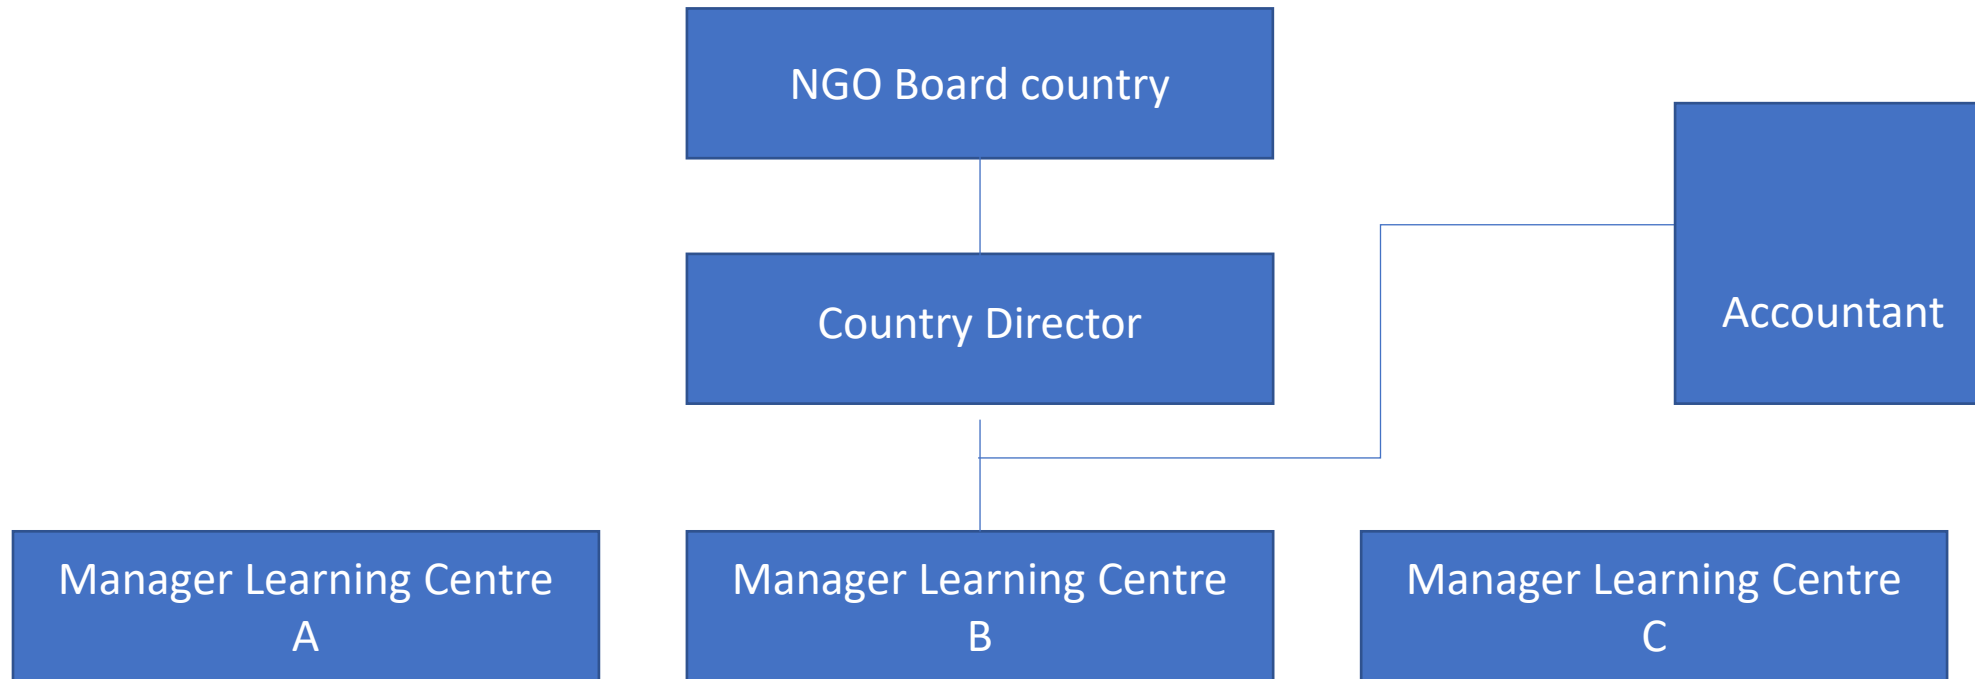 NGO Board country
Country Director
Accountant
Manager Learning Centre
A
Manager Learning Centre
B
Manager Learning Centre
C